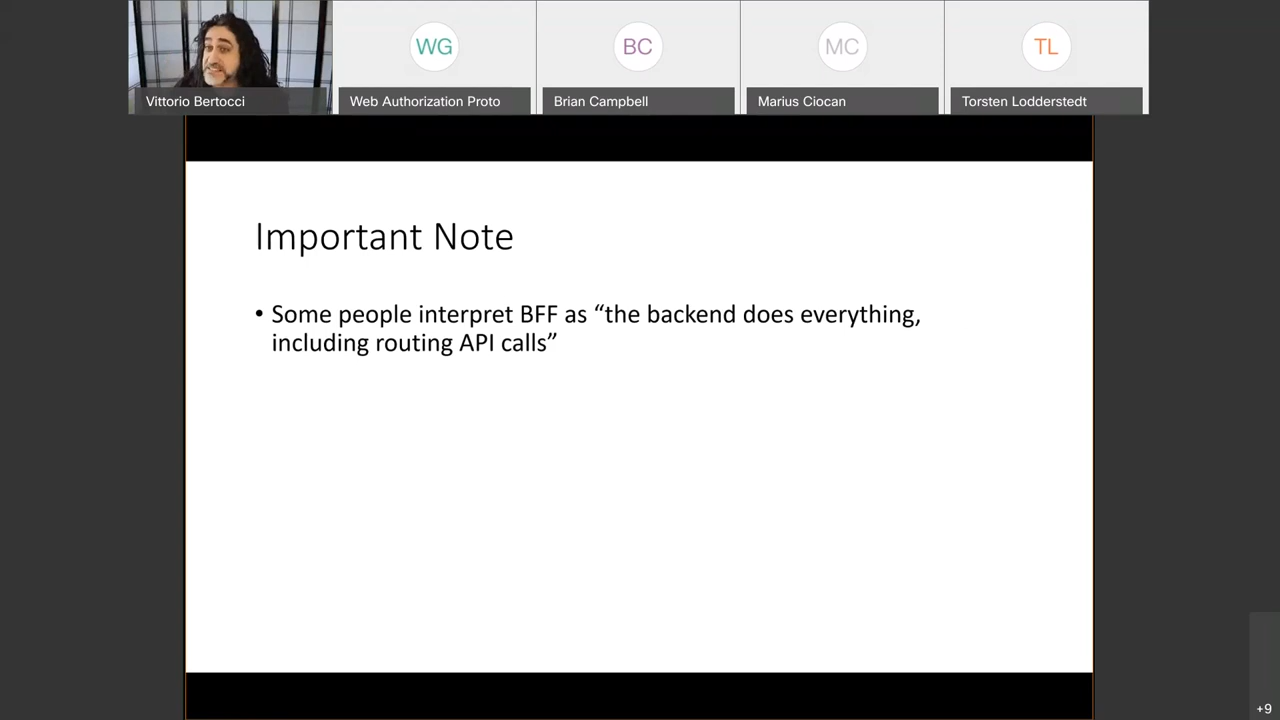 WG
BC
MC
TL
Vittorio Bertocci
Web Authorization Proto
Brian Campbell
Marius Ciocan
Torsten Lodderstedt
Important Note
• Some people interpret BFF as “the backend does everything,
including routing API calls”
+9